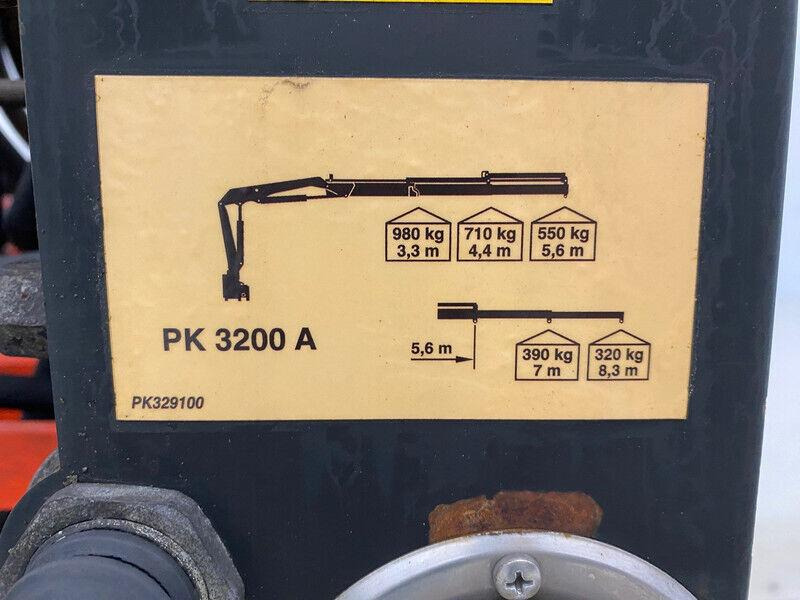 980 kg 710 kg 550 kg
3,3 m 4,4 m 5,6 m
PK 3200 A
5,6 m
390 kg 320 kg
7 m 8,3 m
PK329100